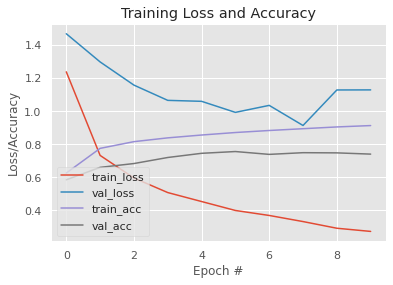 Training Loss and Accuracy
Loss/Accuracy
1.4
1.2
1.0
0.8
0.6
0.4
train_loss
val_loss
train_acc
val_acc
0 2 4 6 8
Epoch #